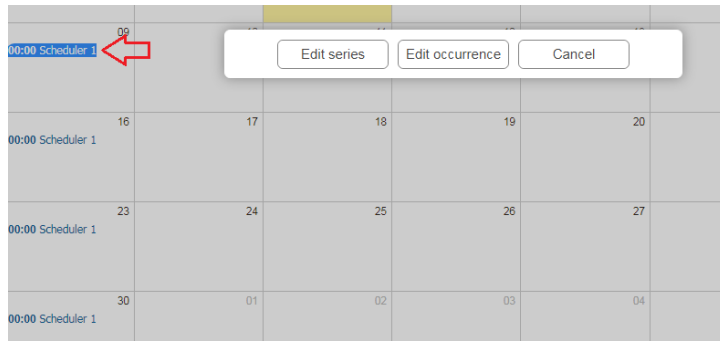 09
00:00 Scheduler 1
Edit series Edit occurrence Cancel
16 17 18 19 20
00:00 Scheduler 1
23 24 25 26 27
00:00 Scheduler 1
30 01 02 03 04
00:00 Scheduler 1